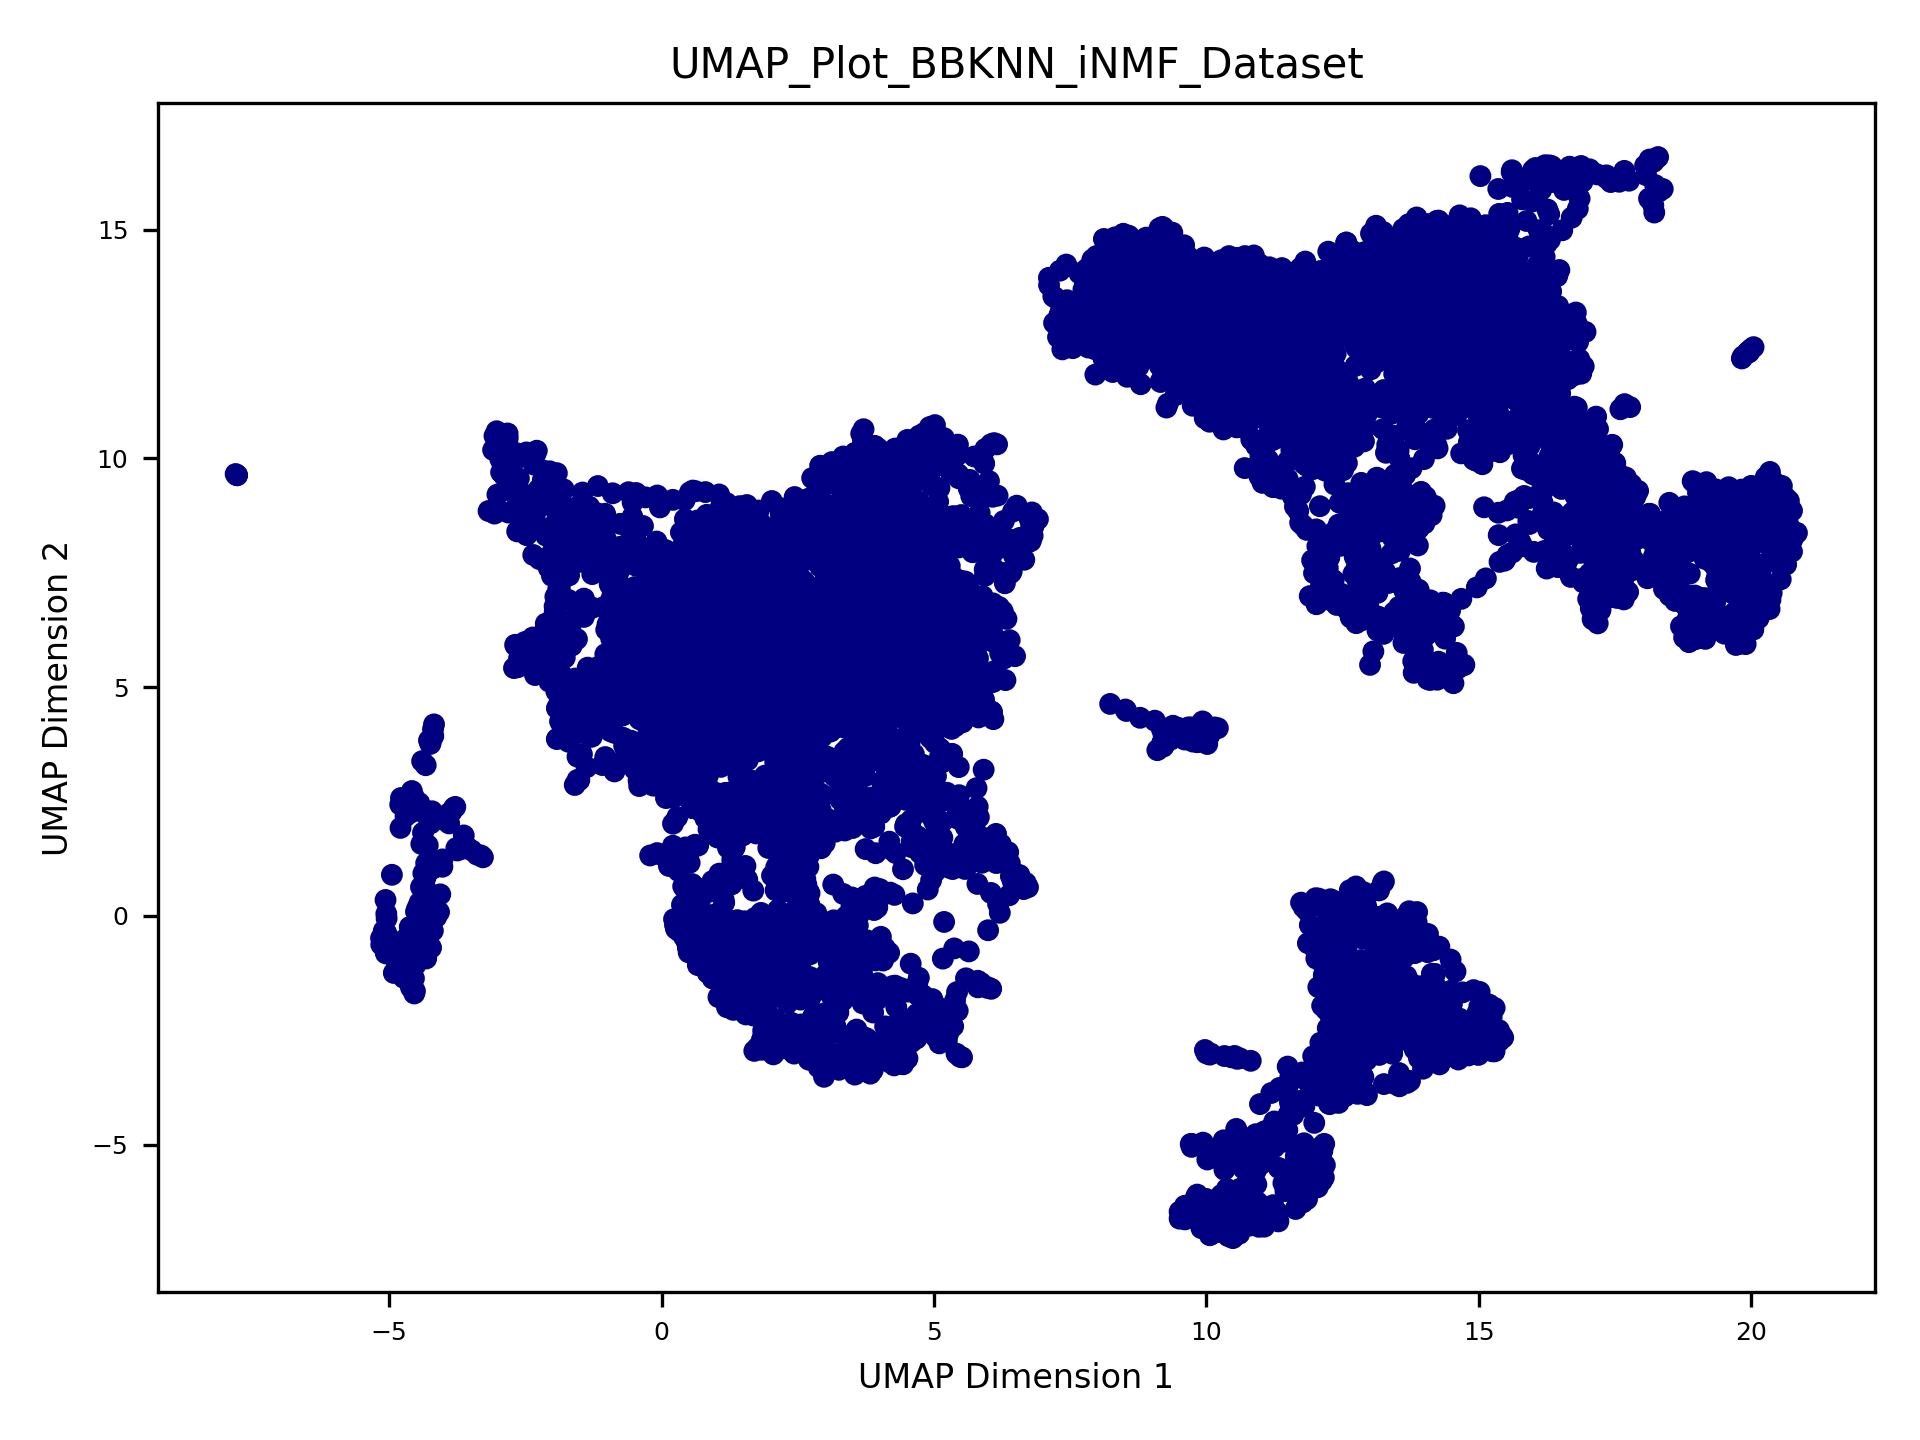 UMAP_Plot_BBKNN_iNMF_Dataset
15
10
5
0
−5
UMAP Dimension 2
−5 0 5 10 15 20
UMAP Dimension 1